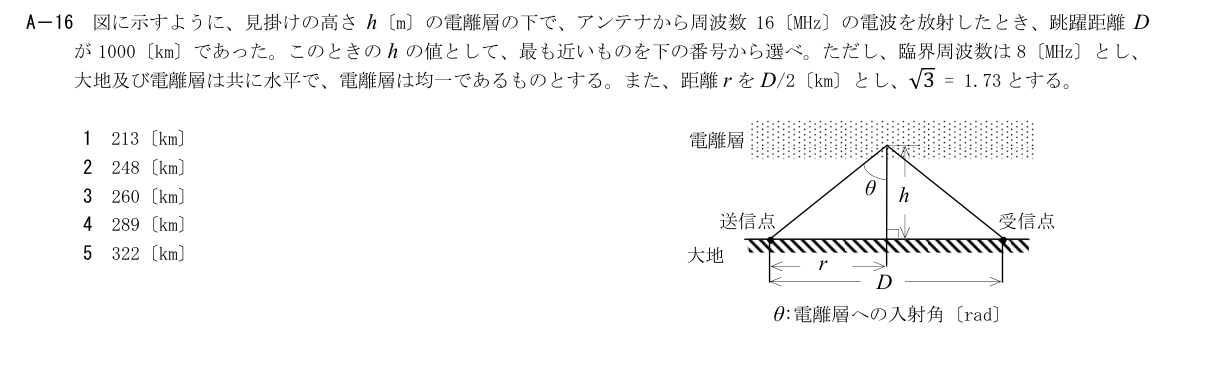 A－16 図に示すように、見掛けの高さ h〔m〕の電離層の下で、アンテナから周波数 16〔MHz〕の電波を放射したとき、跳躍距離 D
が 1000〔km〕であった。このときの h の値として、最も近いものを下の番号から選べ。ただし、臨界周波数は 8〔MHz〕とし、
大地及び電離層は共に水平で、電離層は均一であるものとする。また、距離 r を D/2〔km〕とし、√3 = 1.73 とする。
1 213〔km〕
2 248〔km〕
3 260〔km〕
4 289〔km〕
5 322〔km〕
電離層
θ
h
送信点
受信点
大地
r
D
θ:電離層への入射角〔rad〕